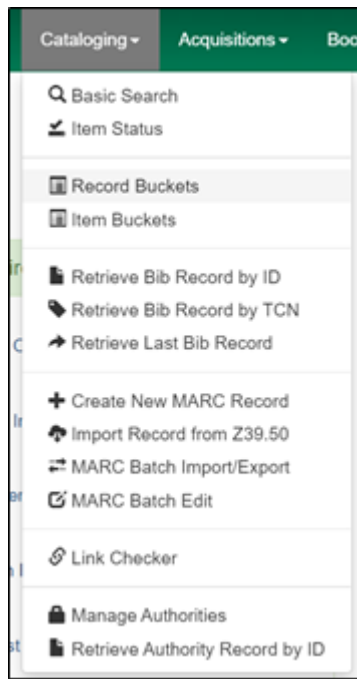 Cataloging Acquisitions Boo
Basic Search
Item Status
Record Buckets
Item Buckets
Retrieve Bib Record by ID
Retrieve Bib Record by TCN
Retrieve Last Bib Record
Create New MARC Record
Import Record from Z39.50
MARC Batch Import/Export
MARC Batch Edit
Link Checker
Manage Authorities
Retrieve Authority Record by ID